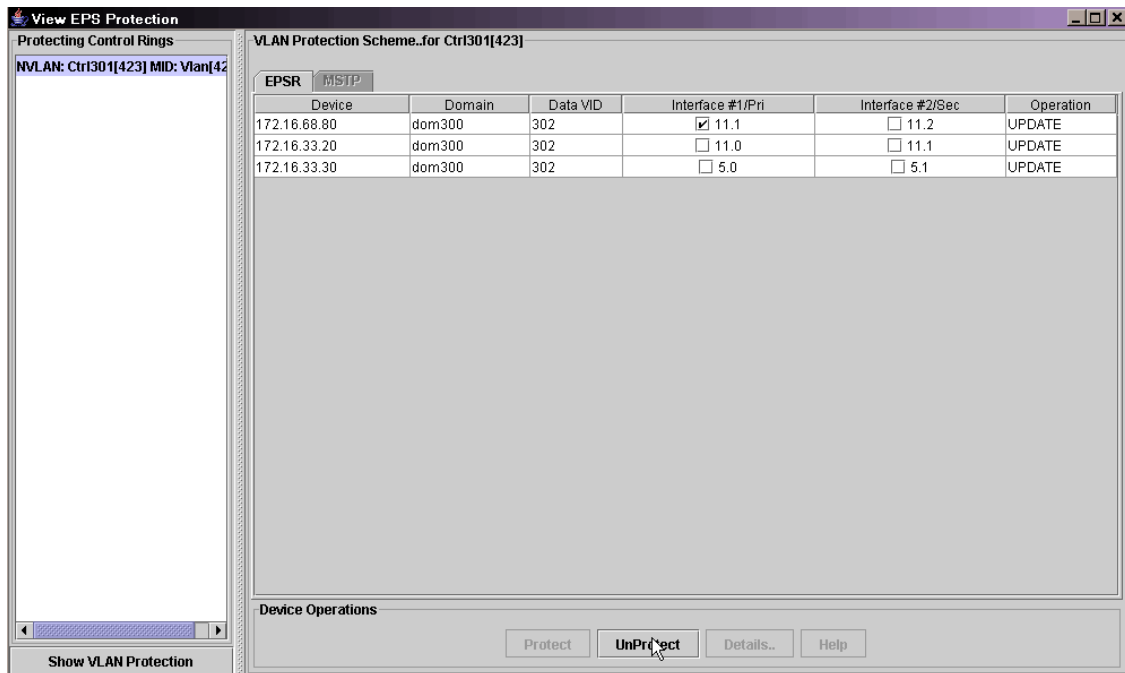 View EPS Protection
Protecting Control Rings
NVLAN: Ctrl301[423] MID: Vlan[42
Show VLAN Protection
VLAN Protection Scheme..for Ctrl301[423]
EPSR MSTP
Device Domain Data VID Interface #1/Pri Interface #2/Sec Operation
172.16.68.80 dom300 302 11.1 11.2 UPDATE
172.16.33.20 dom300 302 11.0 11.1 UPDATE
172.16.33.30 dom300 302 5.0 5.1 UPDATE
Device Operations
Protect UnProtect Details.. Help